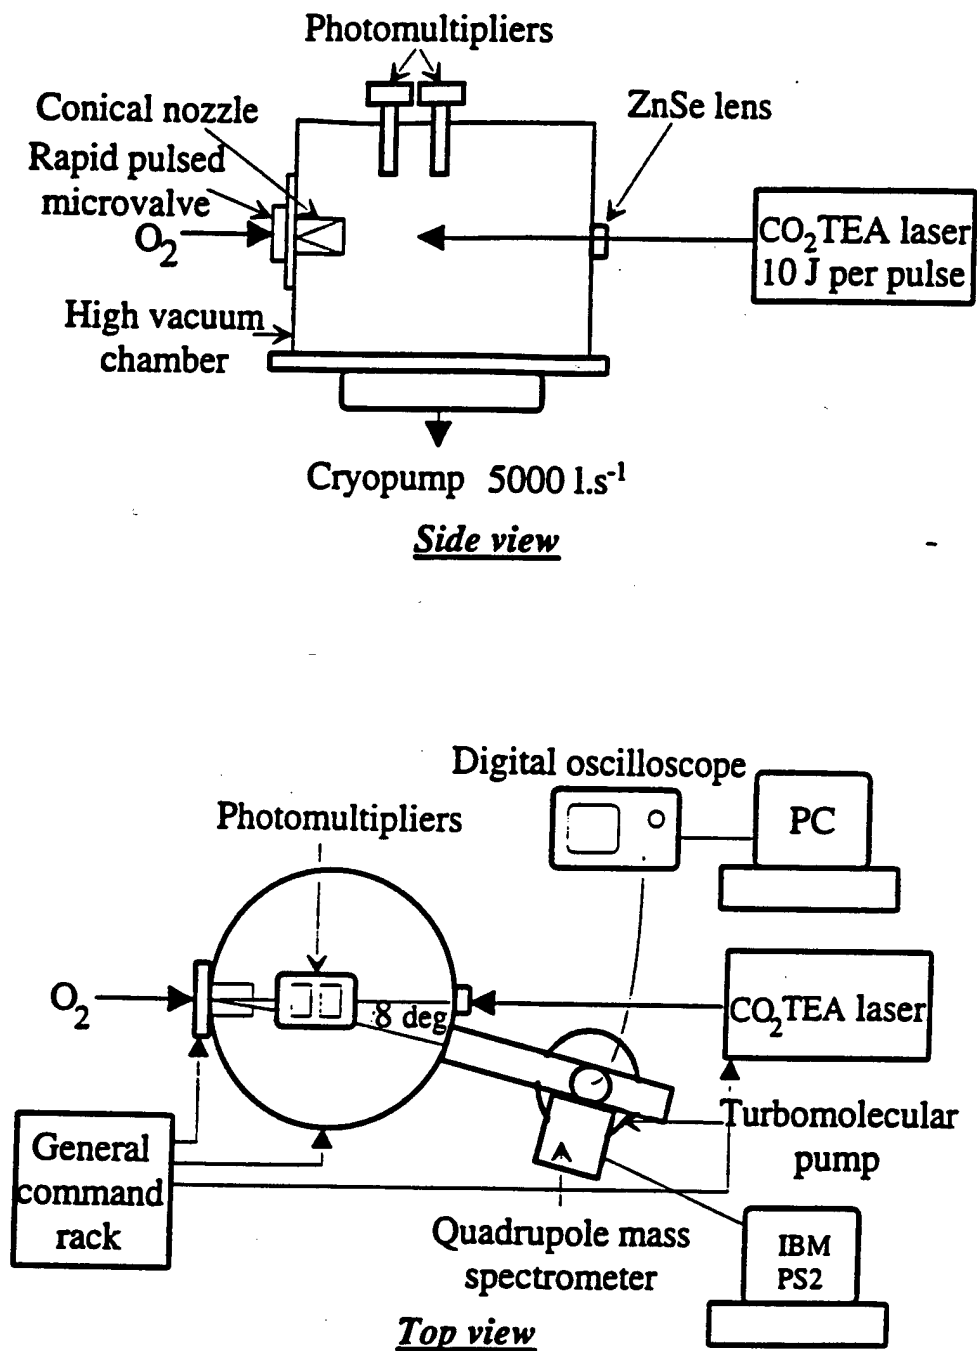 Photomultipliers
Conical nozzle
ZnSe lens
Rapid pulsed
microvalve
O2
CO2TEA laser
10 J per pulse
High vacuum
chamber
Cryopump 5000 l.s-1
Side view
Digital oscilloscope
PC
Photomultipliers
O2
8 deg
CO2TEA laser
Turbomolecular
pump
General
command
rack
Quadrupole mass
spectrometer
IBM
PS2
Top view